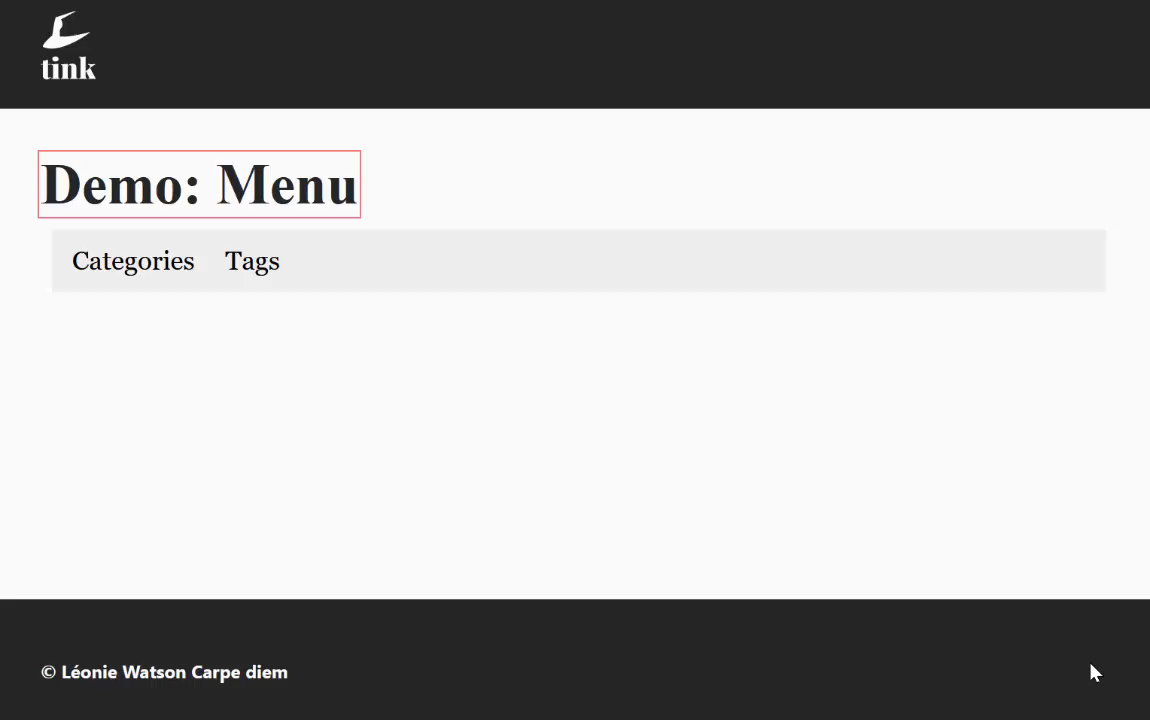 tink
Demo: Menu
Categories Tags
© Léonie Watson Carpe diem